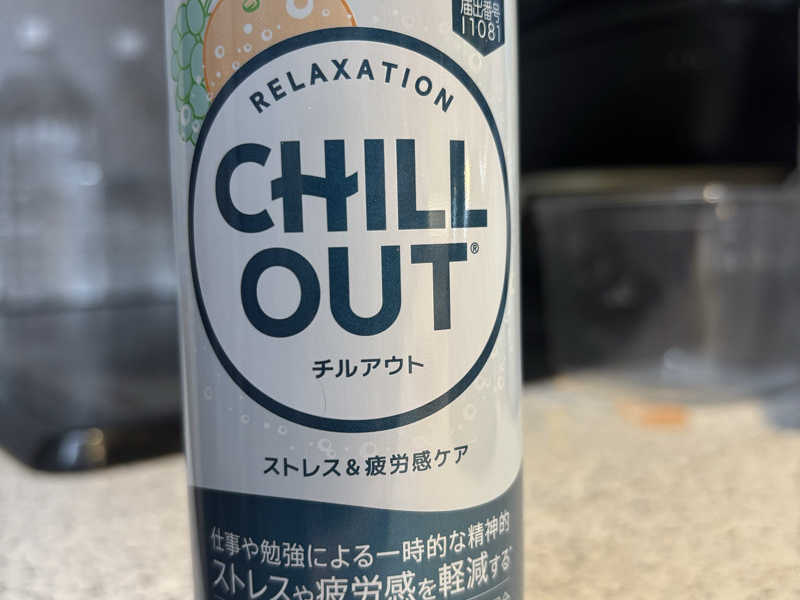 届出番号
I1081
RELAXATION
CHILL
OUT®
チルアウト
ストレス&疲労感ケア
仕事や勉強による一時的な精神的
ストレスや疲労感を軽減する*